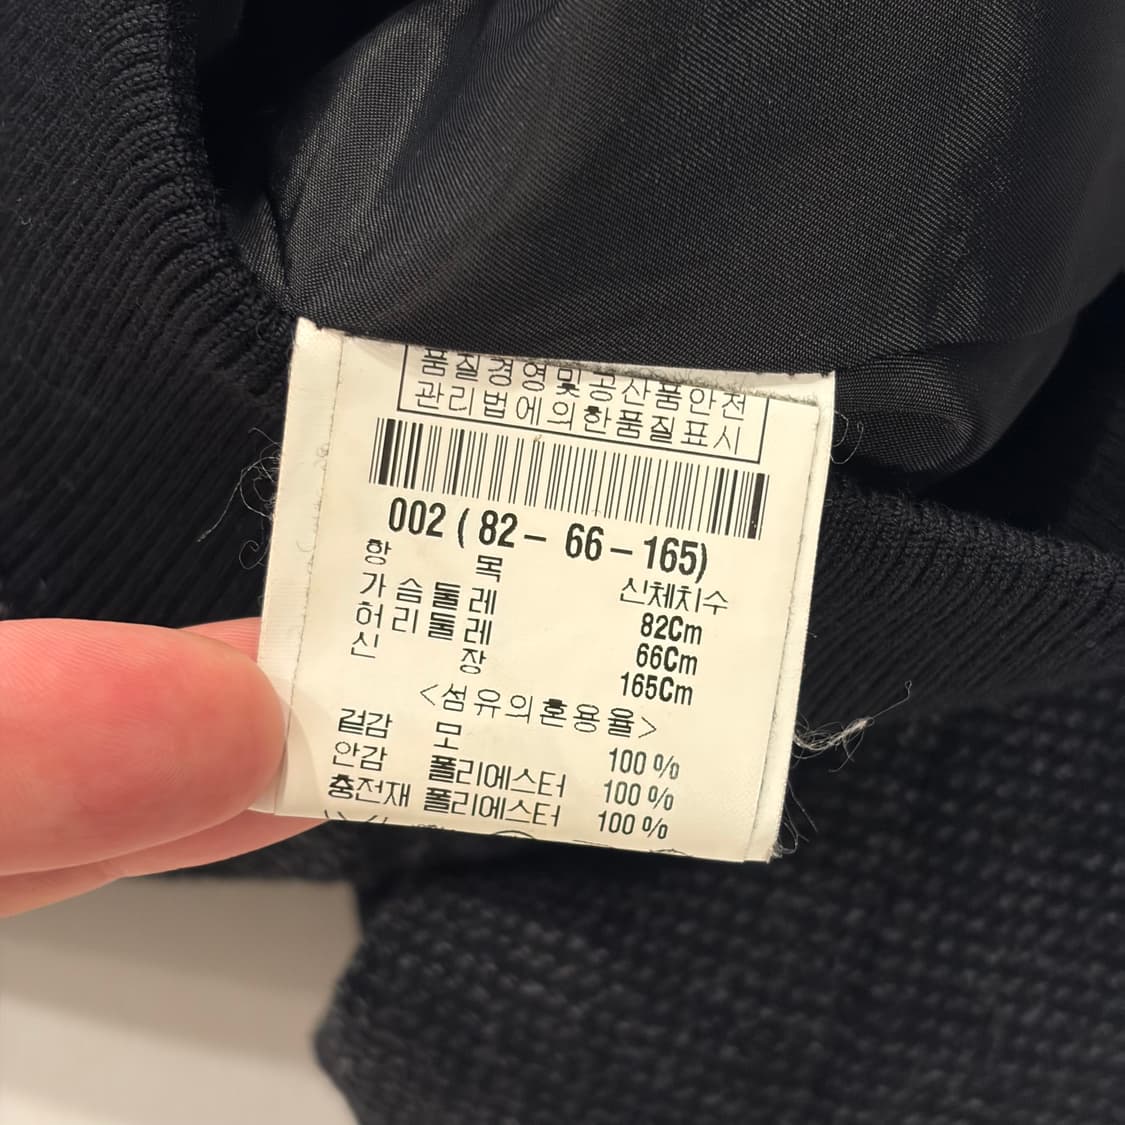 품질경영및공산품안전
관리법에의한품질표시
002 ( 82 - 66 - 165)
항 목 신체치수
가 슴 둘 레 82Cm
허 리 둘 레 66Cm
신 장 165Cm
<섬유의혼용율>
겉감 모 100 %
안감 폴리에스터 100 %
충전재 폴리에스터 100 %